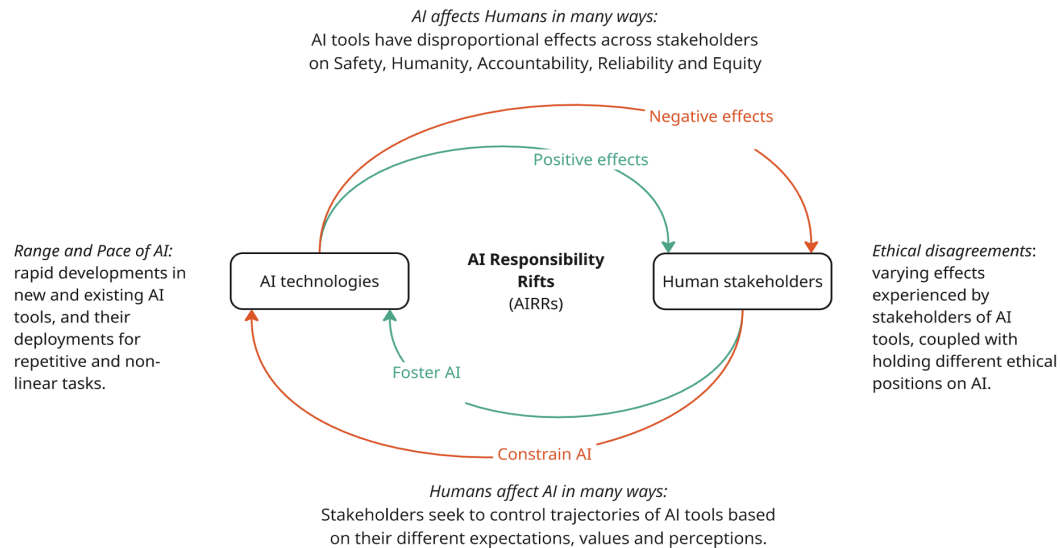 AI affects Humans in many ways:
AI tools have disproportional effects across stakeholders
on Safety, Humanity, Accountability, Reliability and Equity
Negative effects
Positive effects
Range and Pace of AI:
rapid developments in
new and existing AI
tools, and their
deployments for
repetitive and non-
linear tasks.
AI technologies
AI Responsibility
Rifts
(AIRRs)
Human stakeholders
Ethical disagreements:
varying effects
experienced by
stakeholders of AI
tools, coupled with
holding different ethical
positions on AI.
Foster AI
Constrain AI
Humans affect AI in many ways:
Stakeholders seek to control trajectories of AI tools based
on their different expectations, values and perceptions.